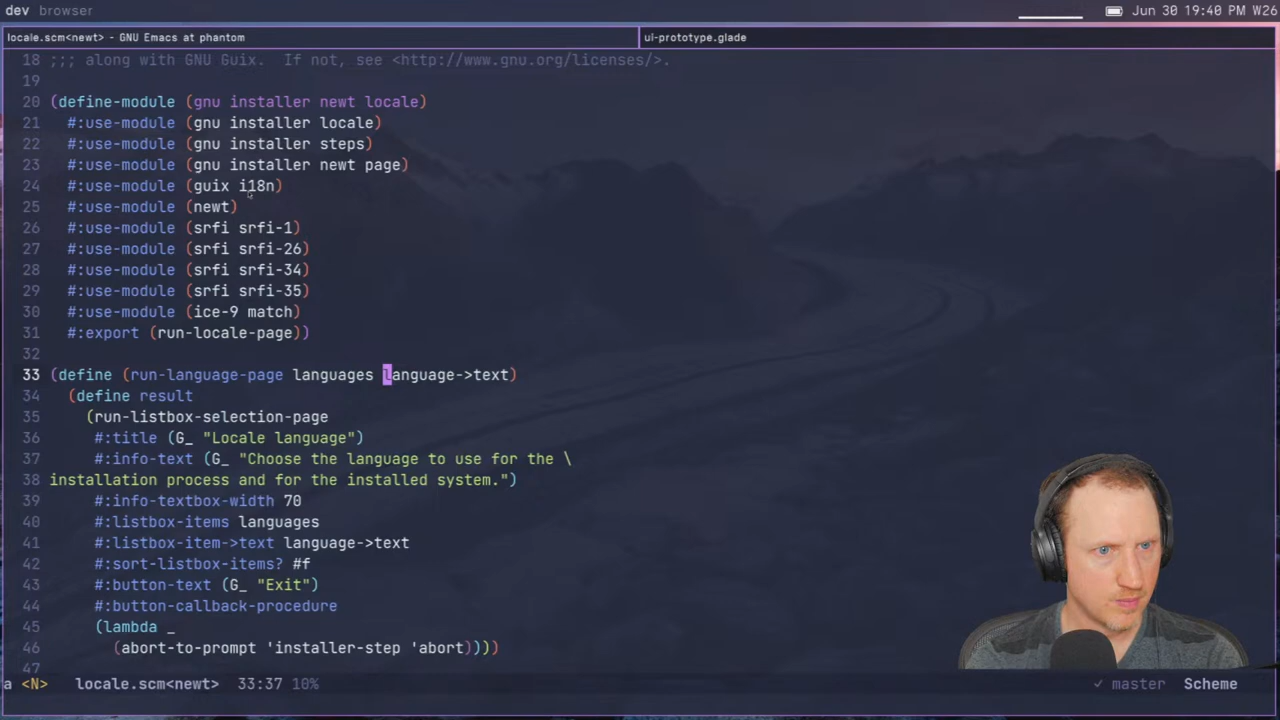 dev browser
Jun 30 19:40 W26
locale.scm<newt> - GNU Emacs at phantom
ui-prototype.glade
18 ;;; along with GNU Guix.  If not, see <http://www.gnu.org/licenses/>.
19
20 (define-module (gnu installer newt locale)
21   #:use-module (gnu installer locale)
22   #:use-module (gnu installer steps)
23   #:use-module (gnu installer newt page)
24   #:use-module (guix i18n)
25   #:use-module (newt)
26   #:use-module (srfi srfi-1)
27   #:use-module (srfi srfi-26)
28   #:use-module (srfi srfi-34)
29   #:use-module (srfi srfi-35)
30   #:use-module (ice-9 match)
31   #:export (run-locale-page))
32
33 (define (run-language-page languages language->text)
34   (define result
35     (run-listbox-selection-page
36      #:title (G_ "Locale language")
37      #:info-text (G_ "Choose the language to use for the \
38 installation process and for the installed system.")
39      #:info-textbox-width 70
40      #:listbox-items languages
41      #:listbox-item->text language->text
42      #:sort-listbox-items? #f
43      #:button-text (G_ "Exit")
44      #:button-callback-procedure
45      (lambda _
46        (abort-to-prompt 'installer-step 'abort))))
47
a <N> locale.scm<newt> 33:37 10% ✓ master Scheme